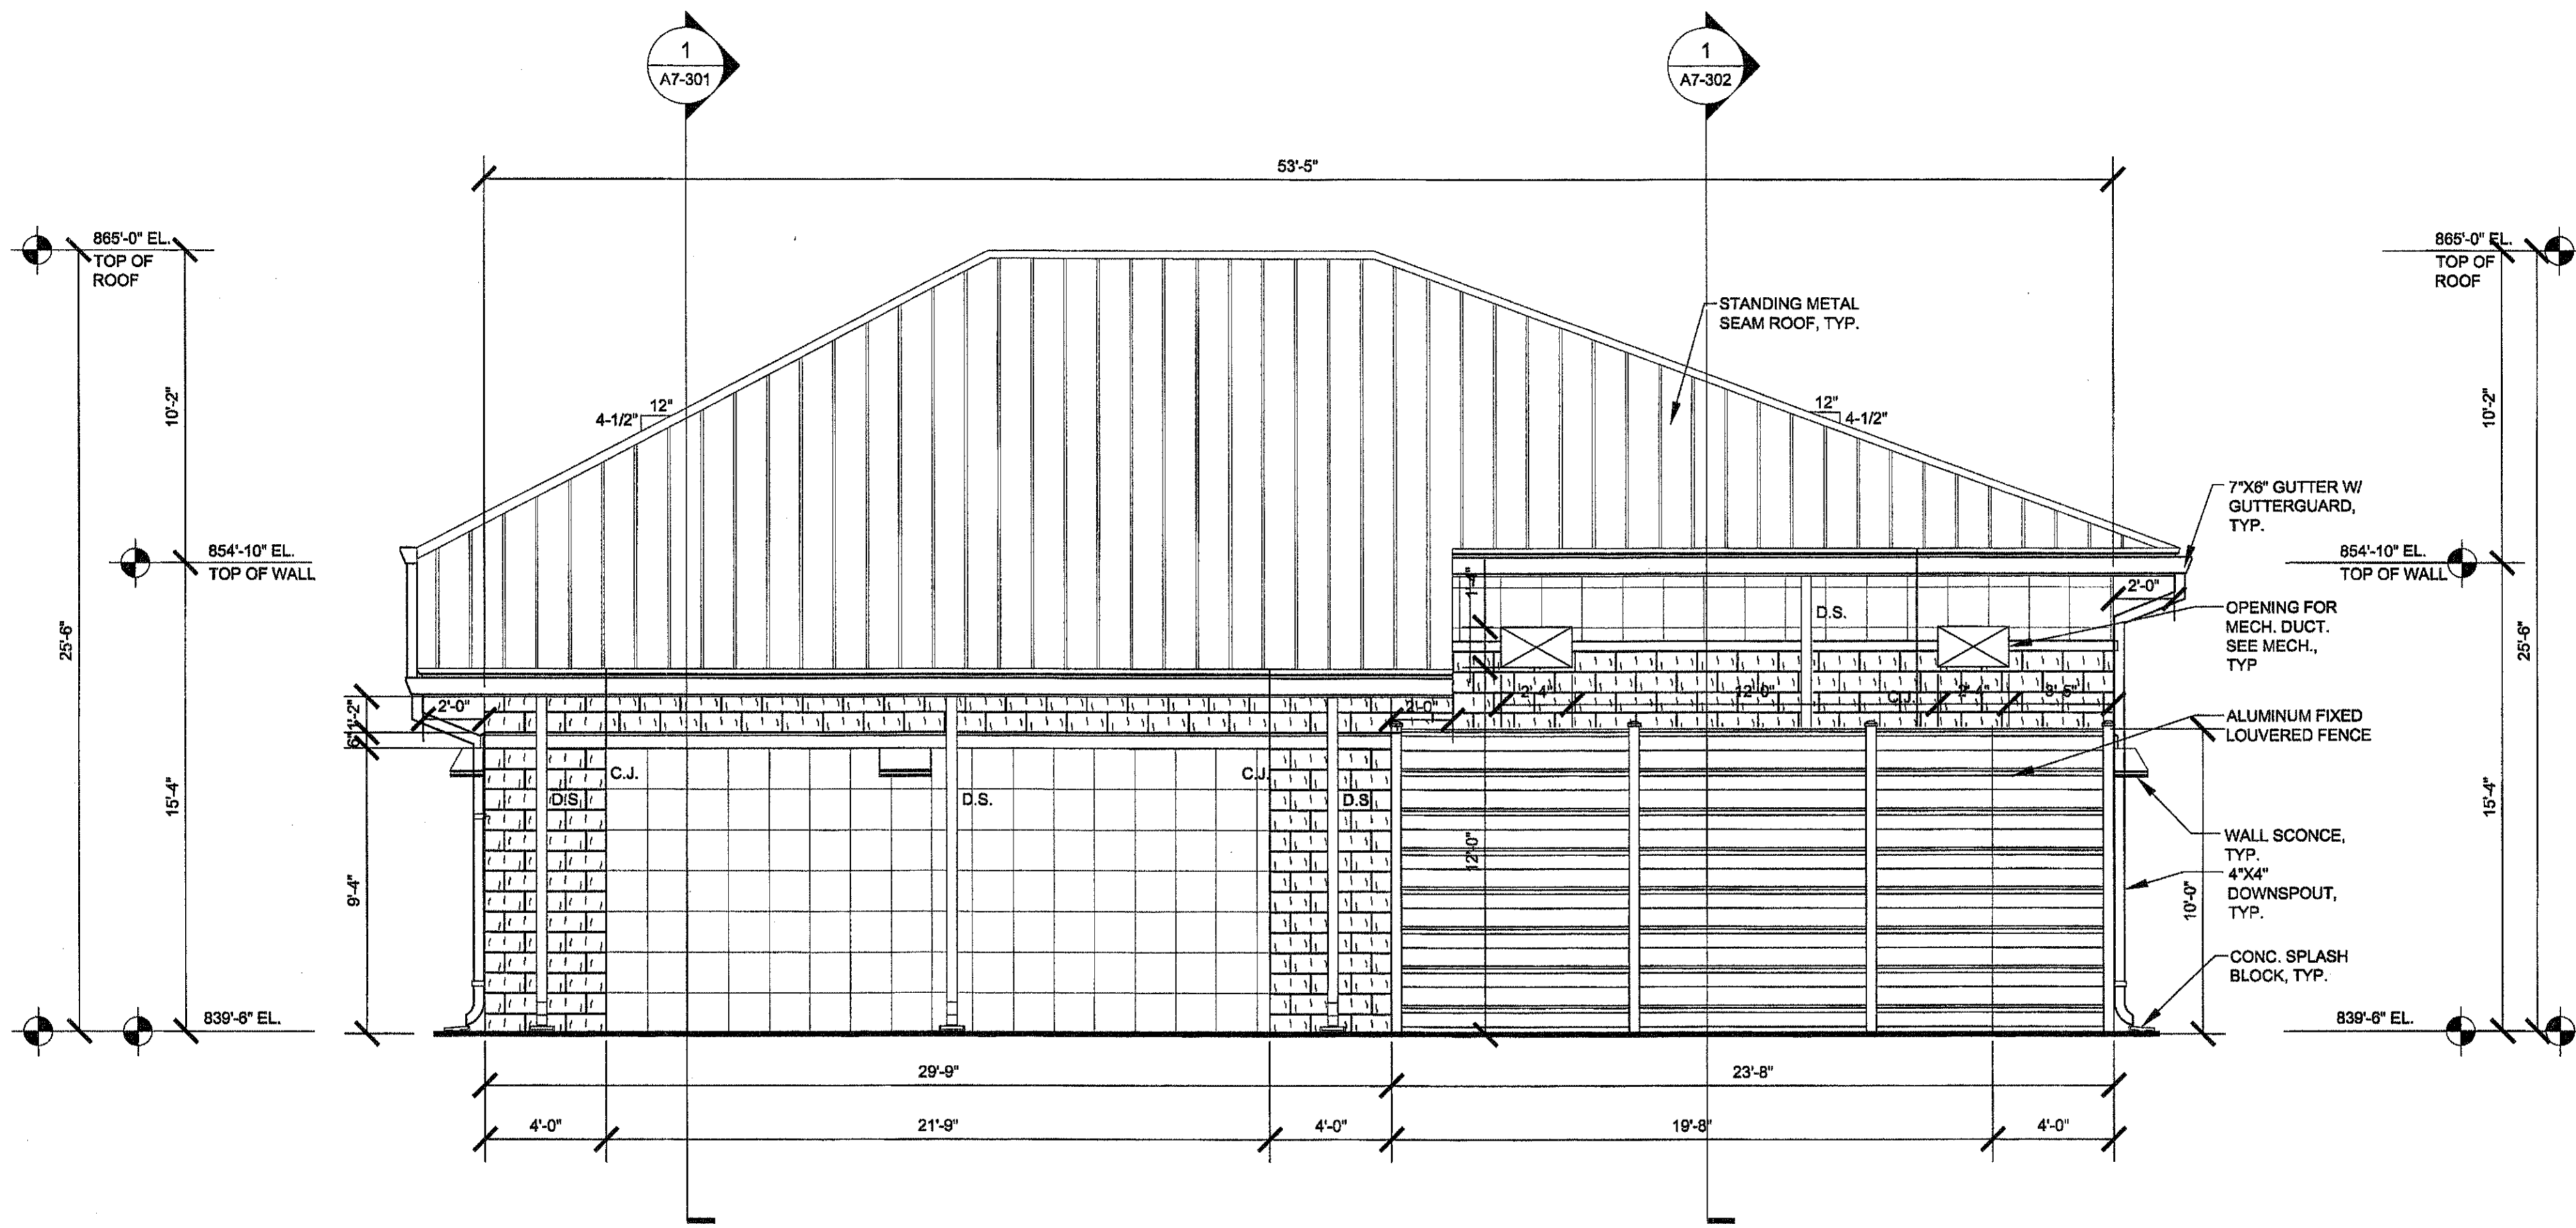 1
A7-301
1
A7-302
53'-5"
865'-0" EL.
TOP OF
ROOF
865'-0" EL.
TOP OF
ROOF
STANDING METAL
SEAM ROOF, TYP.
10'-2"
10'-2"
12"
4-1/2"
12"
4-1/2"
7"X6" GUTTER W/
GUTTERGUARD,
TYP.
854'-10" EL.
TOP OF WALL
854'-10" EL.
TOP OF WALL
1'-4"
2'-0"
D.S.
OPENING FOR
MECH. DUCT.
SEE MECH.,
TYP
25'-6"
25'-6"
2'-4"
12'-0"
C.J.
2'-4"
2'-0"
1'-2"
6"
2'-0"
ALUMINUM FIXED
LOUVERED FENCE
C.J.
C.J.
D.S.
D.S.
D.S.
15'-4"
15'-4"
12'-0"
WALL SCONCE,
TYP.
4"X4"
DOWNSPOUT,
TYP.
9'-4"
10'-0"
CONC. SPLASH
BLOCK, TYP.
839'-6" EL.
839'-6" EL.
29'-9"
23'-8"
4'-0"
21'-9"
4'-0"
19'-8"
4'-0"